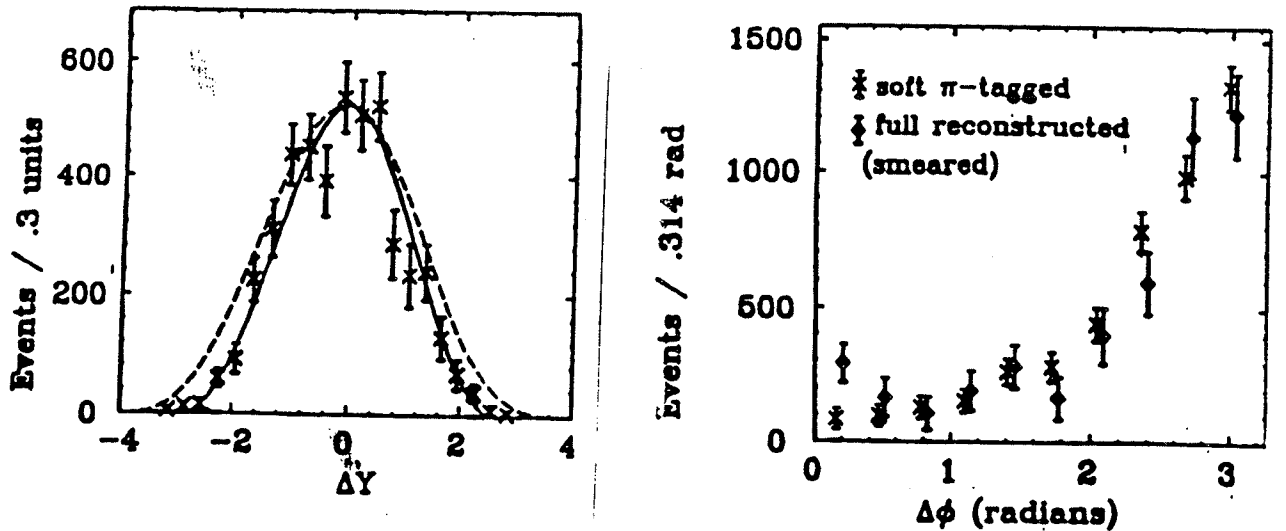 Events / .3 units
600
400
200
0
-4
-2
0
2
4
ΔY
Events / .314 rad
1500
1000
500
0
soft π-tagged
full reconstructed
(smeared)
0
1
2
3
Δϕ (radians)